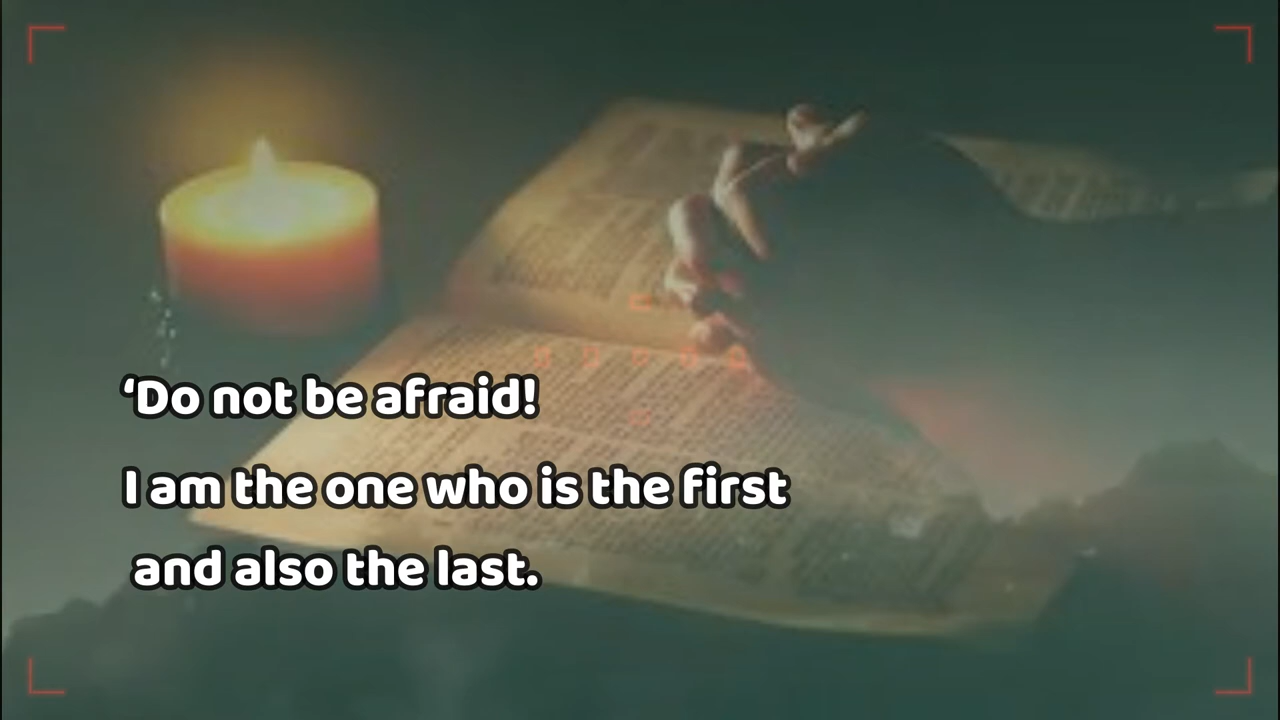 ‘Do not be afraid!
I am the one who is the first
and also the last.